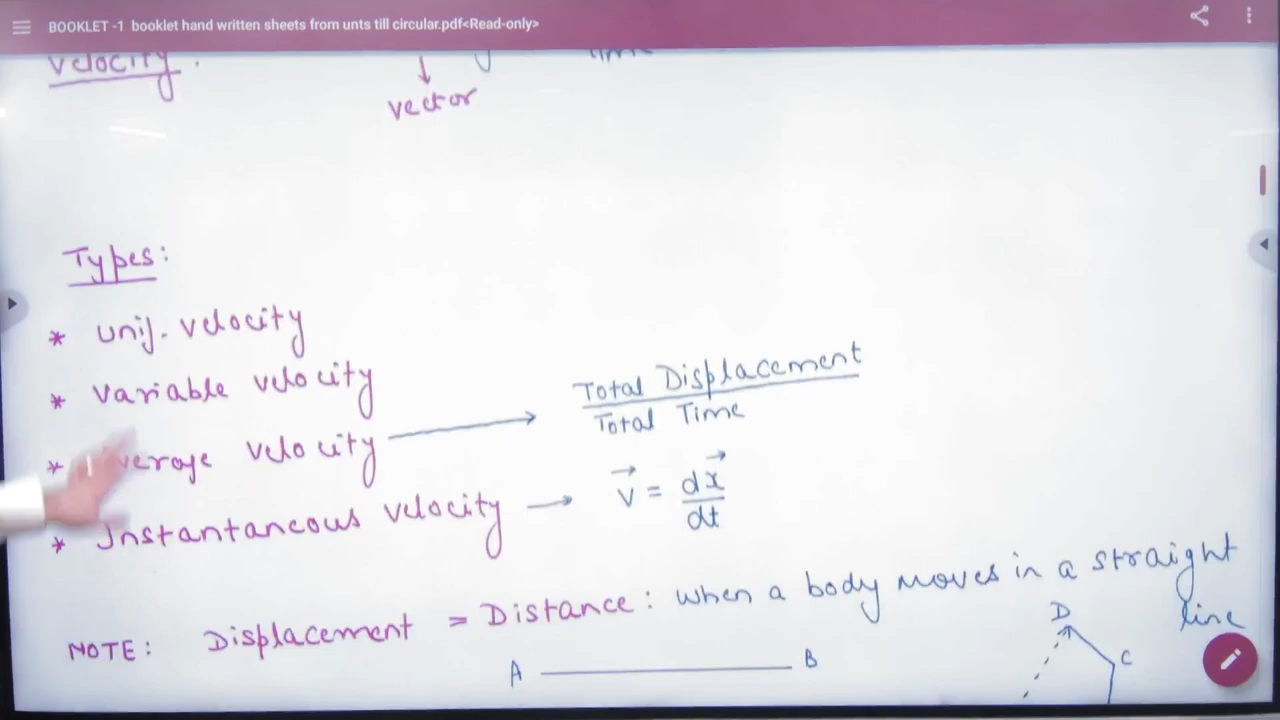 BOOKLET -1 booklet hand written sheets from unts till circular.pdf<Read-only>
velocity.
vector
Types:
* unif. velocity
* variable velocity
* Average velocity → Total Displacement
Total Time
* Instantaneous velocity → v⃗ = dx⃗/dt
NOTE: Displacement = Distance: when a body moves in a straight
line
A B
D
C